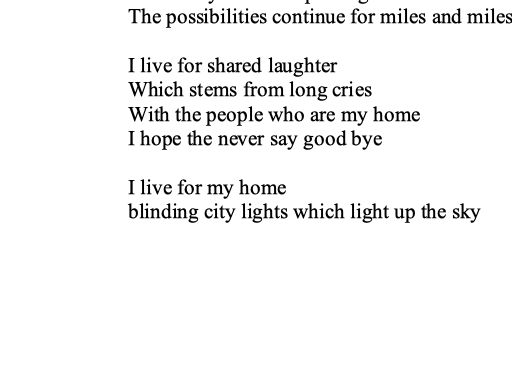 The possibilities continue for miles and miles
I live for shared laughter
Which stems from long cries
With the people who are my home
I hope the never say good bye
I live for my home
blinding city lights which light up the sky